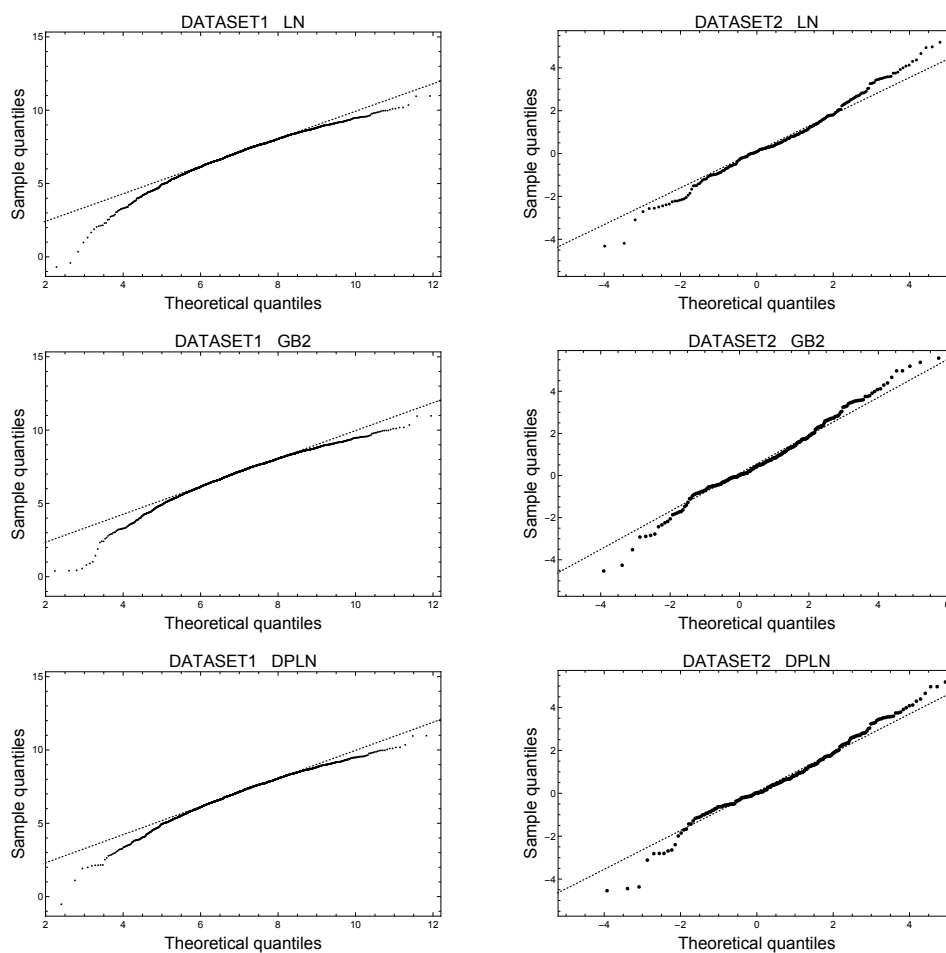 DATASET1 LN
15
10
5
0
Sample quantiles
2 4 6 8 10 12
Theoretical quantiles
DATASET2 LN
4
2
0
−2
−4
Sample quantiles
−4 −2 0 2 4
Theoretical quantiles
DATASET1 GB2
15
10
5
0
Sample quantiles
2 4 6 8 10 12
Theoretical quantiles
DATASET2 GB2
4
2
0
−2
−4
Sample quantiles
−4 −2 0 2 4 6
Theoretical quantiles
DATASET1 DPLN
15
10
5
0
Sample quantiles
2 4 6 8 10 12
Theoretical quantiles
DATASET2 DPLN
4
2
0
−2
−4
Sample quantiles
−4 −2 0 2 4
Theoretical quantiles